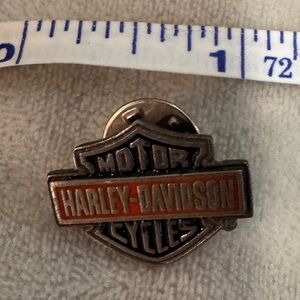 1 72
MOTOR
HARLEY-DAVIDSON
CYCLES